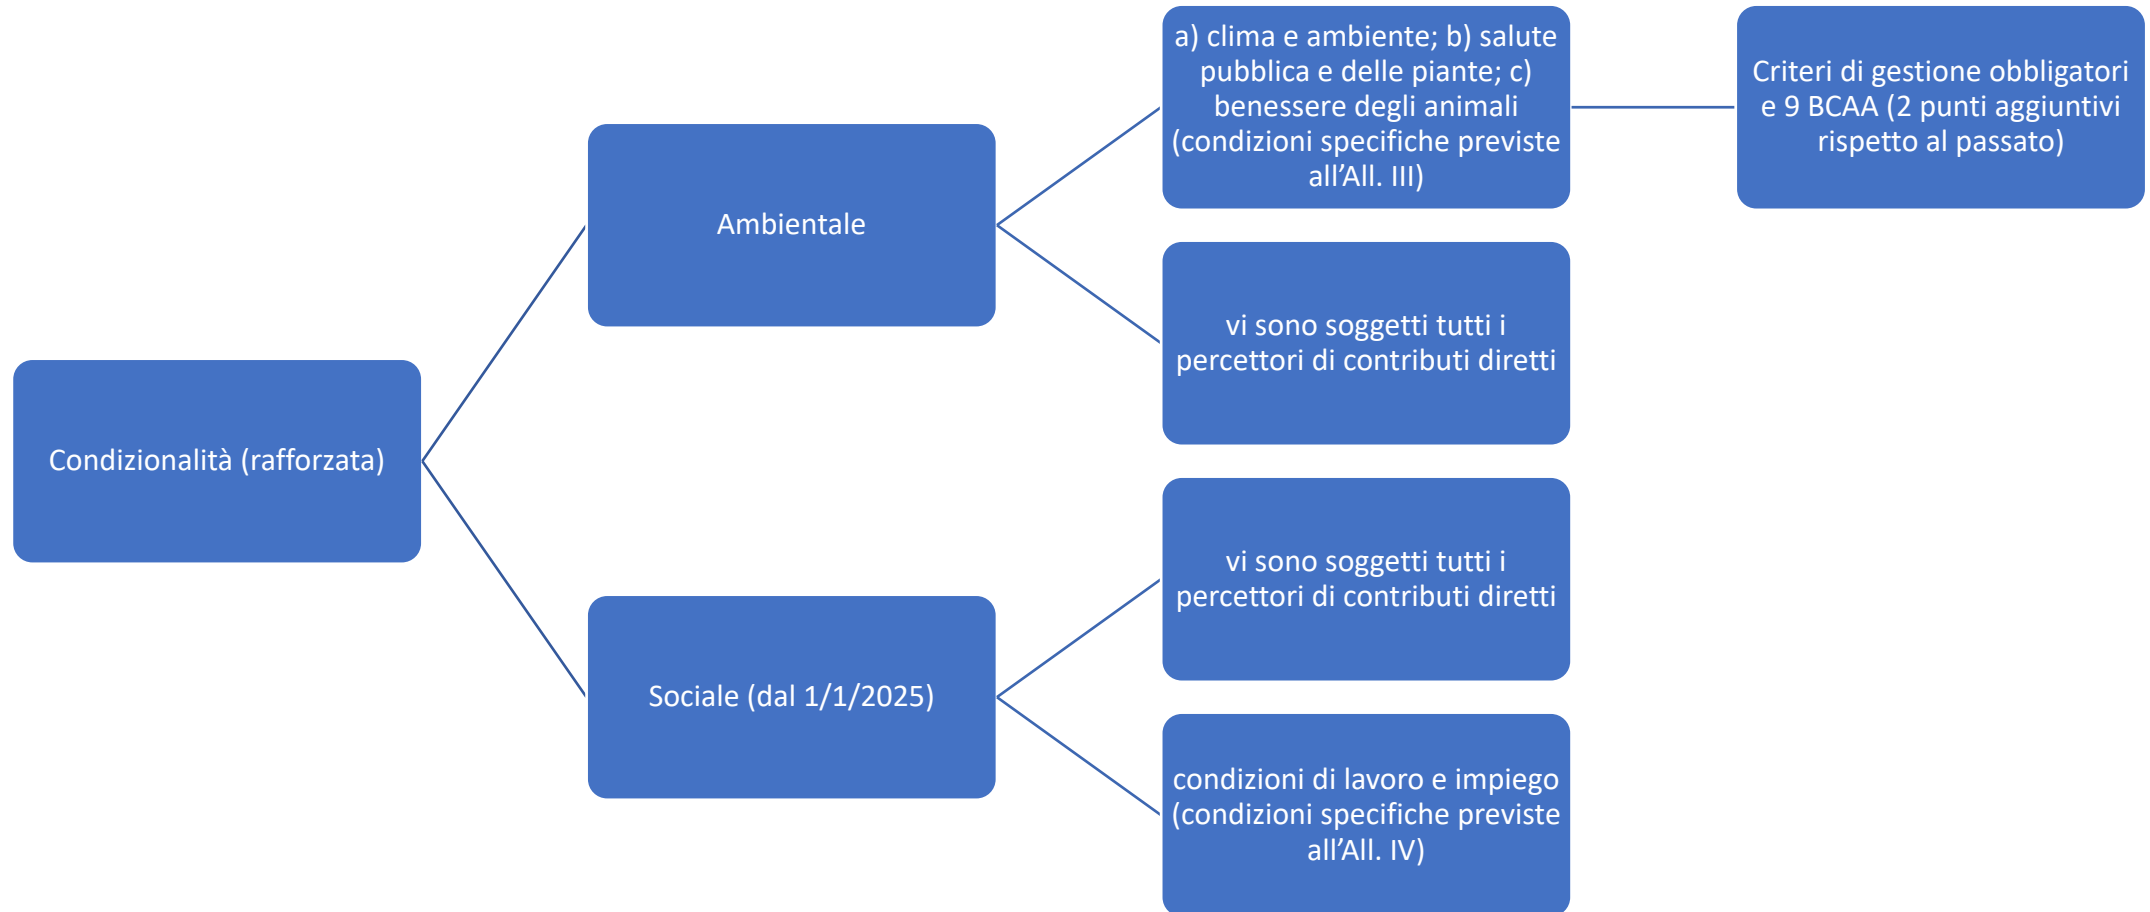 Condizionalità (rafforzata)
Ambientale
a) clima e ambiente; b) salute
pubblica e delle piante; c)
benessere degli animali
(condizioni specifiche previste
all’All. III)
Criteri di gestione obbligatori
e 9 BCAA (2 punti aggiuntivi
rispetto al passato)
vi sono soggetti tutti i
percettori di contributi diretti
Sociale (dal 1/1/2025)
vi sono soggetti tutti i
percettori di contributi diretti
condizioni di lavoro e impiego
(condizioni specifiche previste
all’All. IV)